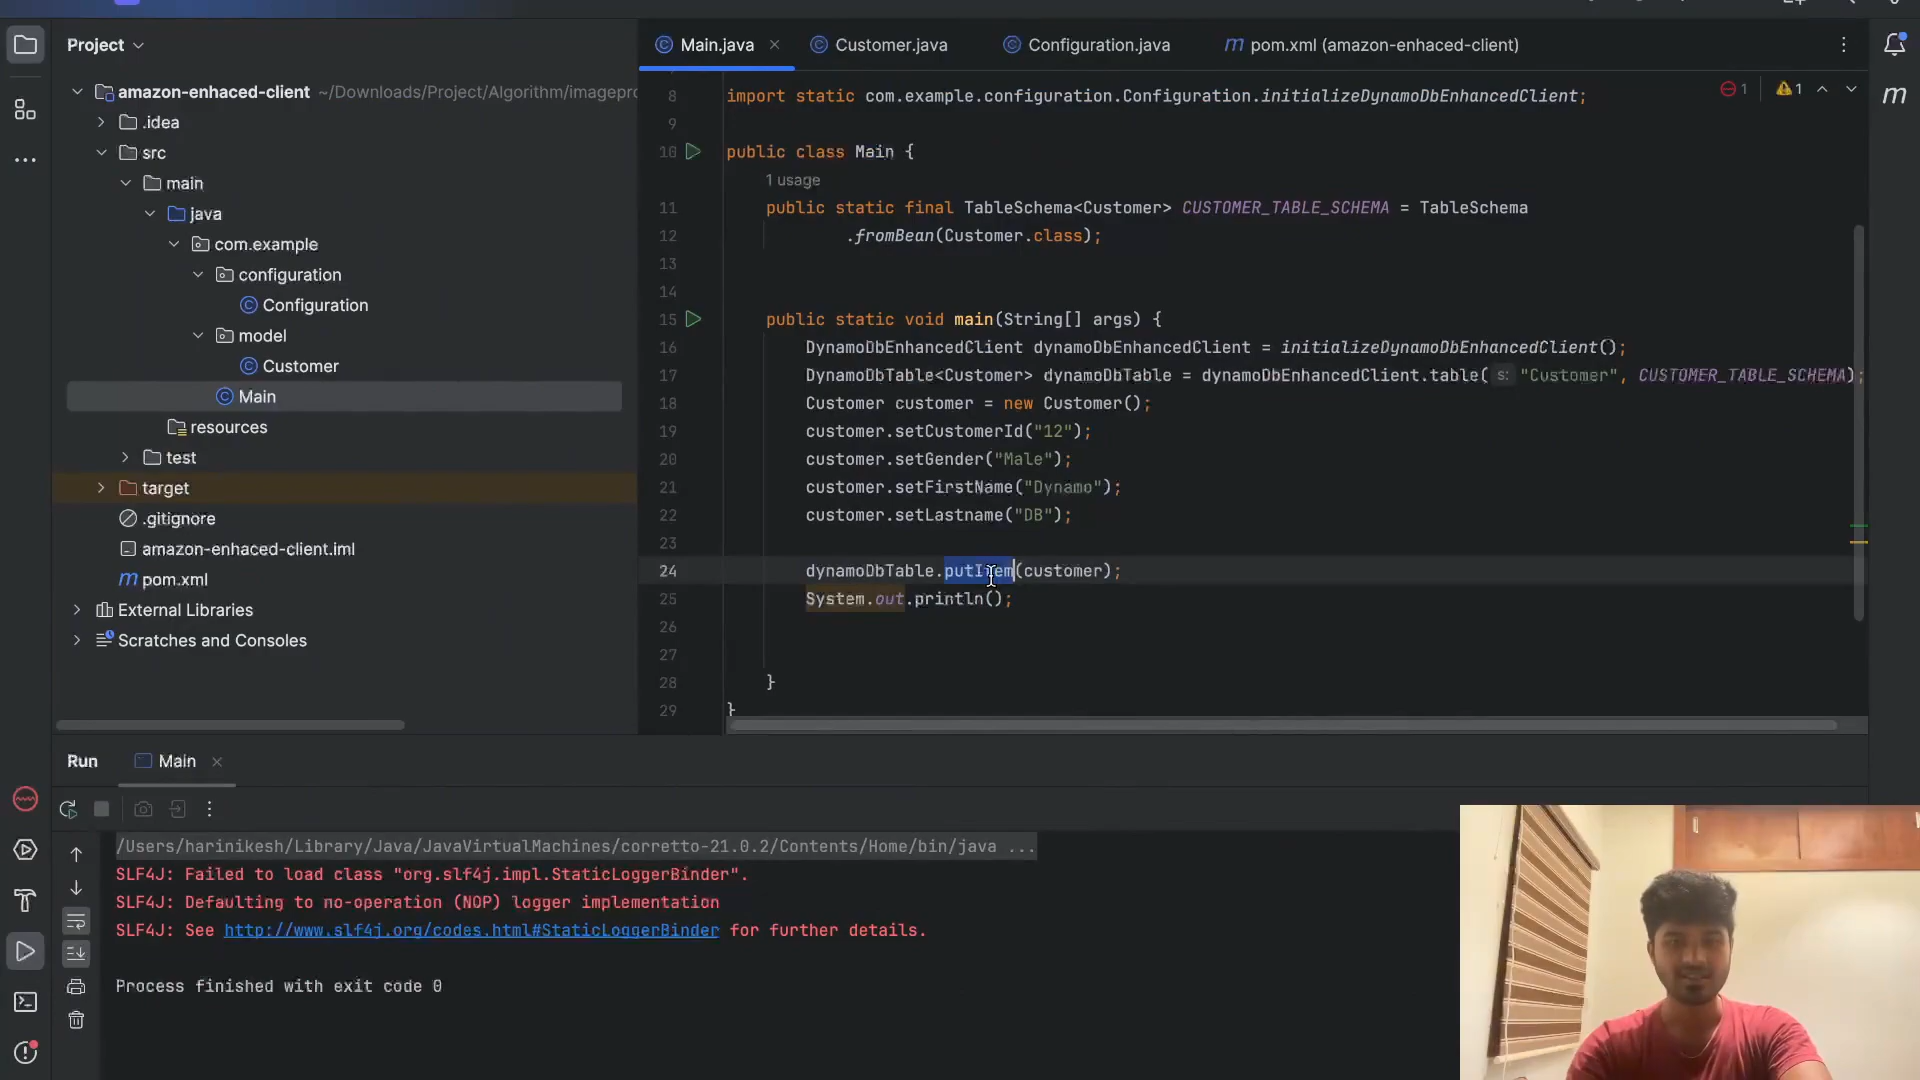 Project
Main.java
Customer.java
Configuration.java
m pom.xml (amazon-enhaced-client)
amazon-enhaced-client ~/Downloads/Project/Algorithm/imagepro
.idea
src
main
java
com.example
configuration
Configuration
model
Customer
Main
resources
test
target
.gitignore
amazon-enhaced-client.iml
m pom.xml
External Libraries
Scratches and Consoles
1 1
m
8 import static com.example.configuration.Configuration.initializeDynamoDbEnhancedClient;
9
10 public class Main {
1 usage
11 public static final TableSchema<Customer> CUSTOMER_TABLE_SCHEMA = TableSchema
12 .fromBean(Customer.class);
13
14
15 public static void main(String[] args) {
16 DynamoDbEnhancedClient dynamoDbEnhancedClient = initializeDynamoDbEnhancedClient();
17 DynamoDbTable<Customer> dynamoDbTable = dynamoDbEnhancedClient.table( s: "Customer", CUSTOMER_TABLE_SCHEMA);
18 Customer customer = new Customer();
19 customer.setCustomerId("12");
20 customer.setGender("Male");
21 customer.setFirstName("Dynamo");
22 customer.setLastname("DB");
23
24 dynamoDbTable.putItem(customer);
25 System.out.println();
26
27
28 }
29 }
Run Main
/Users/harinikesh/Library/Java/JavaVirtualMachines/corretto-21.0.2/Contents/Home/bin/java ...
SLF4J: Failed to load class "org.slf4j.impl.StaticLoggerBinder".
SLF4J: Defaulting to no-operation (NOP) logger implementation
SLF4J: See http://www.slf4j.org/codes.html#StaticLoggerBinder for further details.
Process finished with exit code 0